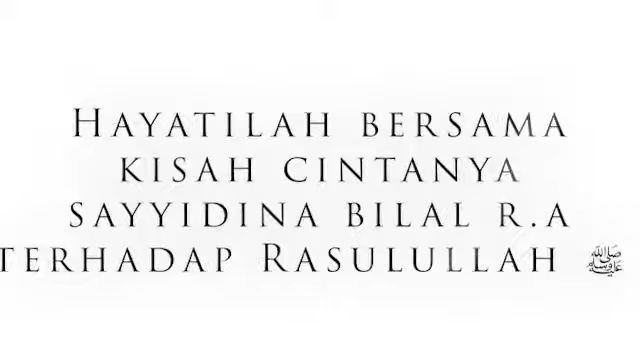 Hayatilah bersama
kisah cintanya
sayyidina bilal r.a
terhadap Rasulullah ﷺ